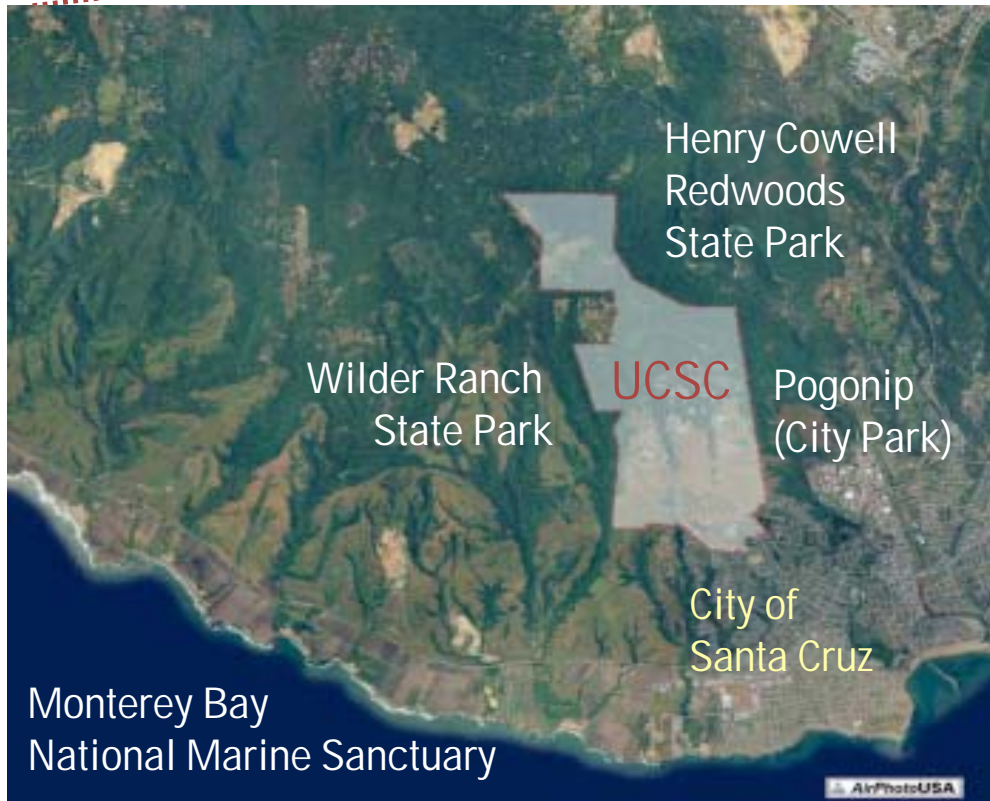 Henry Cowell
Redwoods
State Park
Wilder Ranch
State Park
UCSC
Pogonip
(City Park)
City of
Santa Cruz
Monterey Bay
National Marine Sanctuary
AirPhotoUSA